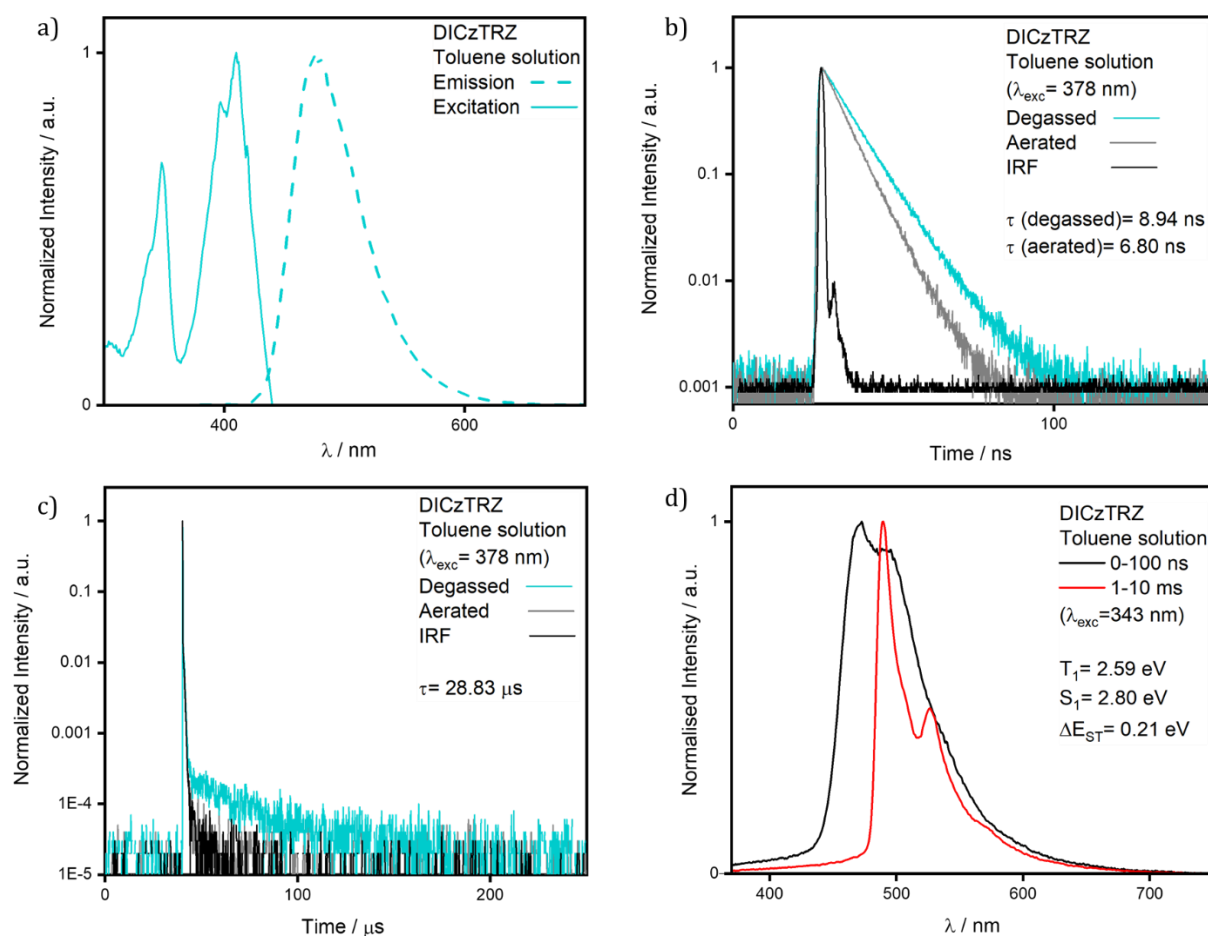 a)
DICzTRZ
Toluene solution
Emission
Excitation
Normalized Intensity / a.u.
1
0
400
600
λ / nm
b)
DICzTRZ
Toluene solution
(λexc= 378 nm)
Degassed
Aerated
IRF
τ (degassed)= 8.94 ns
τ (aerated)= 6.80 ns
Normalized Intensity / a.u.
1
0.1
0.01
0.001
0
100
Time / ns
c)
DICzTRZ
Toluene solution
(λexc= 378 nm)
Degassed
Aerated
IRF
τ= 28.83 μs
Normalized Intensity / a.u.
1
0.1
0.01
0.001
1E-4
1E-5
0
100
200
Time / μs
d)
DICzTRZ
Toluene solution
0-100 ns
1-10 ms
(λexc=343 nm)
T1= 2.59 eV
S1= 2.80 eV
ΔEST= 0.21 eV
Normalised Intensity / a.u.
1
0
400
500
600
700
λ / nm